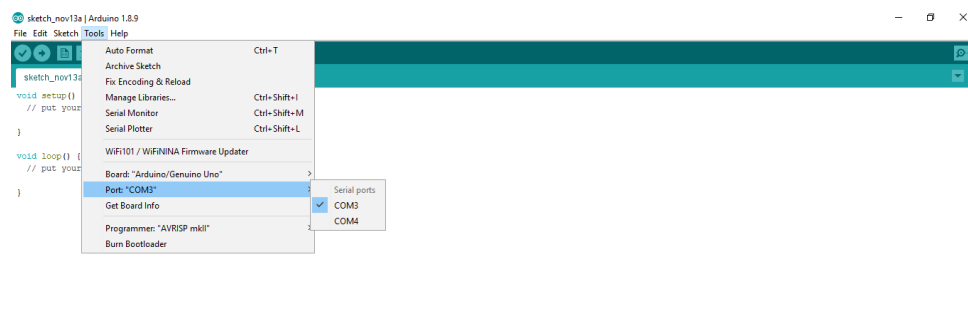 sketch_nov13a | Arduino 1.8.9
File Edit Sketch Tools Help
sketch_nov13a
void setup()
// put your
}
void loop() {
// put your
}
Auto Format Ctrl+T
Archive Sketch
Fix Encoding & Reload
Manage Libraries... Ctrl+Shift+I
Serial Monitor Ctrl+Shift+M
Serial Plotter Ctrl+Shift+L
WiFi101 / WiFiNINA Firmware Updater
Board: "Arduino/Genuino Uno"
Port: "COM3"
Get Board Info
Programmer: "AVRISP mkII"
Burn Bootloader
Serial ports
COM3
COM4